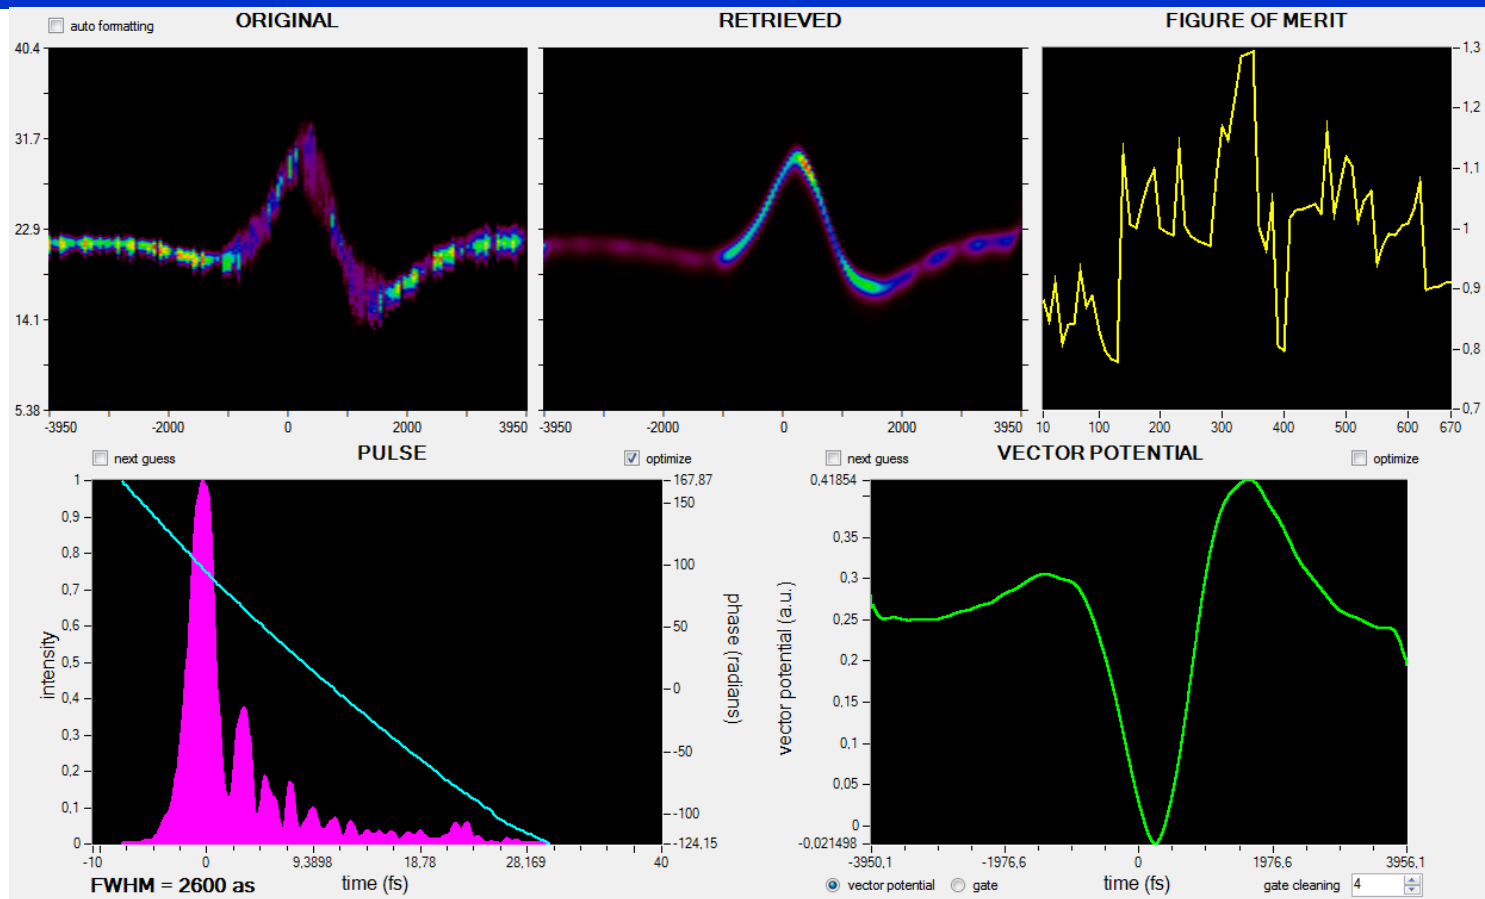 auto formatting
ORIGINAL
RETRIEVED
FIGURE OF MERIT
40.4
31.7
22.9
14.1
5.38
-3950 -2000 0 2000 3950
-3950 -2000 0 2000 3950
1,3
1,2
1,1
1
0,9
0,8
0,7
10 100 200 300 400 500 600 670
next guess
PULSE
optimize
1
0,9
0,8
0,7
0,6
0,5
0,4
0,3
0,2
0,1
0
intensity
167,87
150
100
50
0
-50
-100
-124,15
phase (radians)
-10 0 9,3898 18,78 28,169 40
FWHM = 2600 as
time (fs)
next guess
VECTOR POTENTIAL
optimize
0,41854
0,35
0,3
0,25
0,2
0,15
0,1
0,05
0
-0,021498
vector potential (a.u.)
-3950,1 -1976,6 0 1976,6 3956,1
vector potential
gate
time (fs)
gate cleaning 4